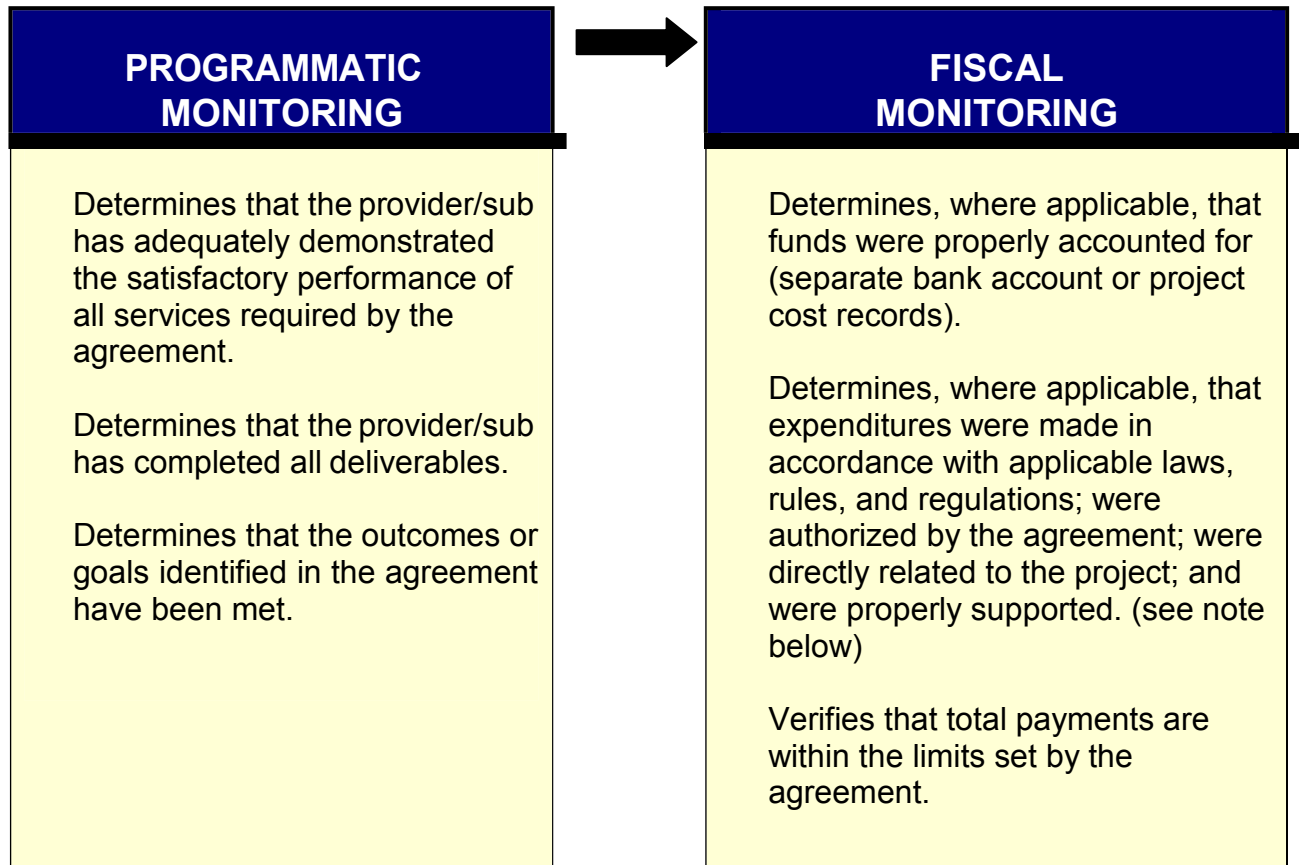 PROGRAMMATIC
MONITORING
Determines that the provider/sub
has adequately demonstrated
the satisfactory performance of
all services required by the
agreement.
Determines that the provider/sub
has completed all deliverables.
Determines that the outcomes or
goals identified in the agreement
have been met.
FISCAL
MONITORING
Determines, where applicable, that
funds were properly accounted for
(separate bank account or project
cost records).
Determines, where applicable, that
expenditures were made in
accordance with applicable laws,
rules, and regulations; were
authorized by the agreement; were
directly related to the project; and
were properly supported. (see note
below)
Verifies that total payments are
within the limits set by the
agreement.